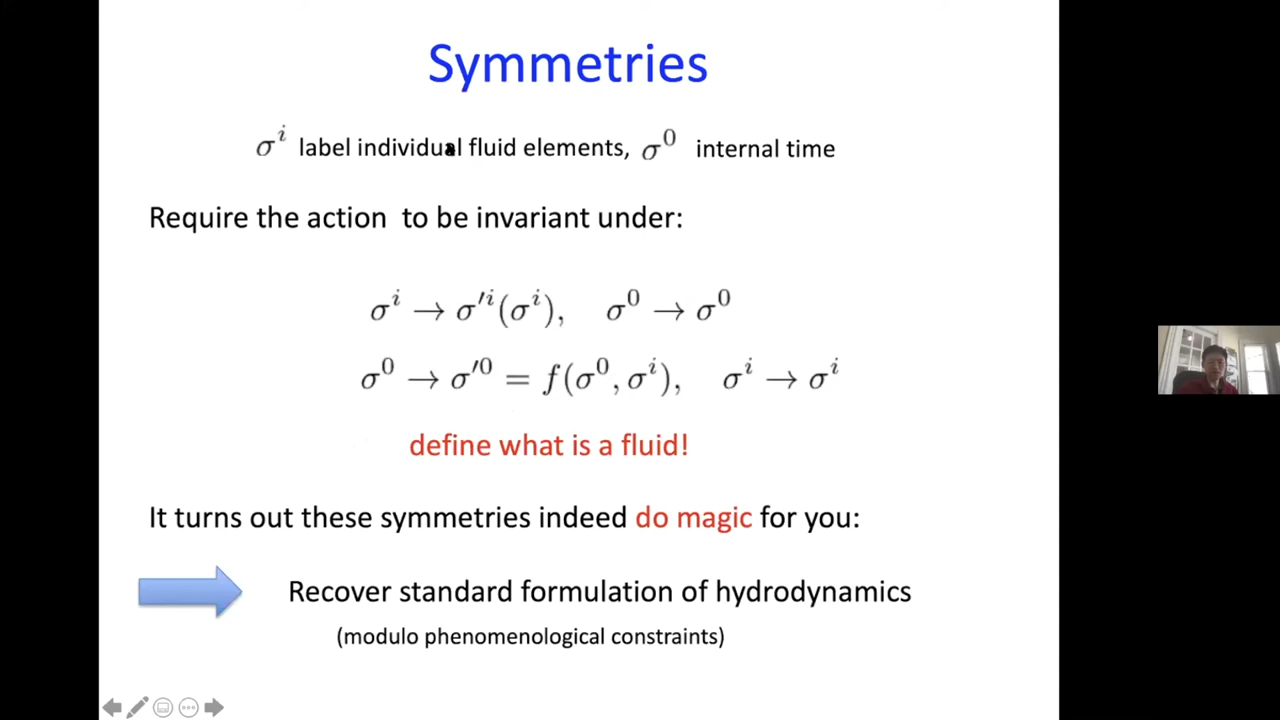 Symmetries
σ^i label individual fluid elements, σ^0 internal time
Require the action to be invariant under:
σ^i → σ'^i(σ^i), σ^0 → σ^0
σ^0 → σ'^0 = f(σ^0, σ^i), σ^i → σ^i
define what is a fluid!
It turns out these symmetries indeed do magic for you:
Recover standard formulation of hydrodynamics
(modulo phenomenological constraints)